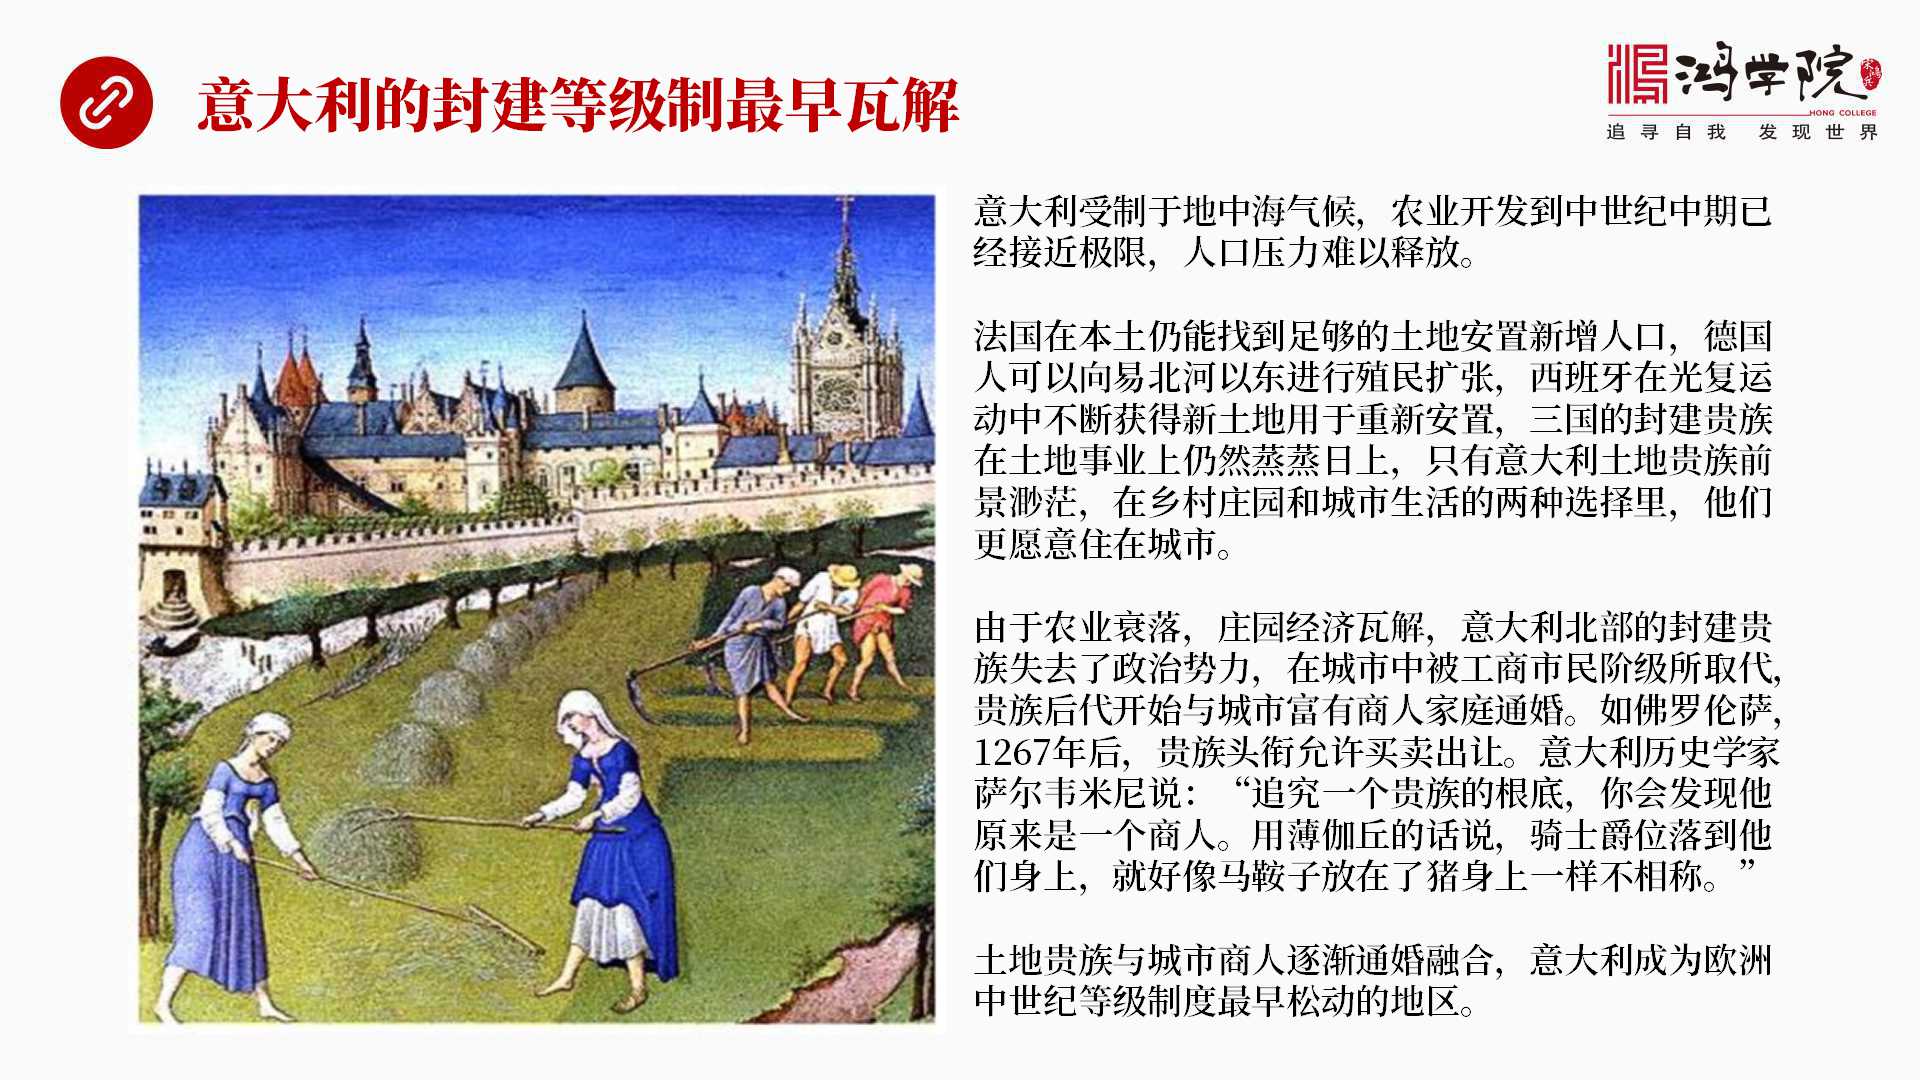 意大利的封建等级制最早瓦解
鸿学院
宋鸿兵
HONG COLLEGE
追寻自我 发现世界
意大利受制于地中海气候，农业开发到中世纪中期已
经接近极限，人口压力难以释放。
法国在本土仍能找到足够的土地安置新增人口，德国
人可以向易北河以东进行殖民扩张，西班牙在光复运
动中不断获得新土地用于重新安置，三国的封建贵族
在土地事业上仍然蒸蒸日上，只有意大利土地贵族前
景渺茫，在乡村庄园和城市生活的两种选择里，他们
更愿意住在城市。
由于农业衰落，庄园经济瓦解，意大利北部的封建贵
族失去了政治势力，在城市中被工商市民阶级所取代，
贵族后代开始与城市富有商人家庭通婚。如佛罗伦萨，
1267年后，贵族头衔允许买卖出让。意大利历史学家
萨尔韦米尼说：“追究一个贵族的根底，你会发现他
原来是一个商人。用薄伽丘的话说，骑士爵位落到他
们身上，就好像马鞍子放在了猪身上一样不相称。”
土地贵族与城市商人逐渐通婚融合，意大利成为欧洲
中世纪等级制度最早松动的地区。